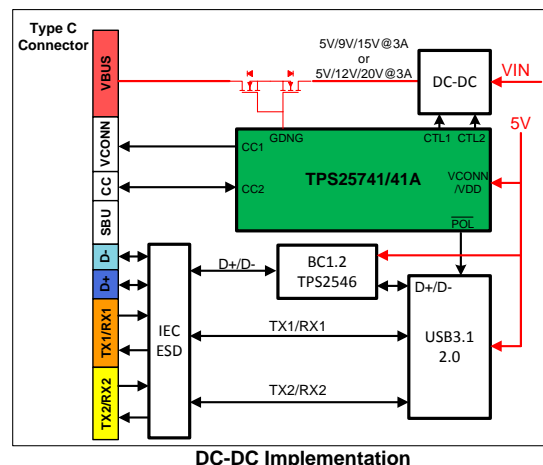 Type C
Connector
VBUS
VCONN
CC
SBU
D-
D+
TX1/RX1
TX2/RX2
5V/9V/15V@3A
or
5V/12V/20V@3A
DC-DC
VIN
5V
GDNG
CTL1
CTL2
CC1
CC2
TPS25741/41A
VCONN
/VDD
POL
D+/D-
BC1.2
TPS2546
D+/D-
IEC
ESD
TX1/RX1
USB3.1
2.0
TX2/RX2
DC-DC Implementation